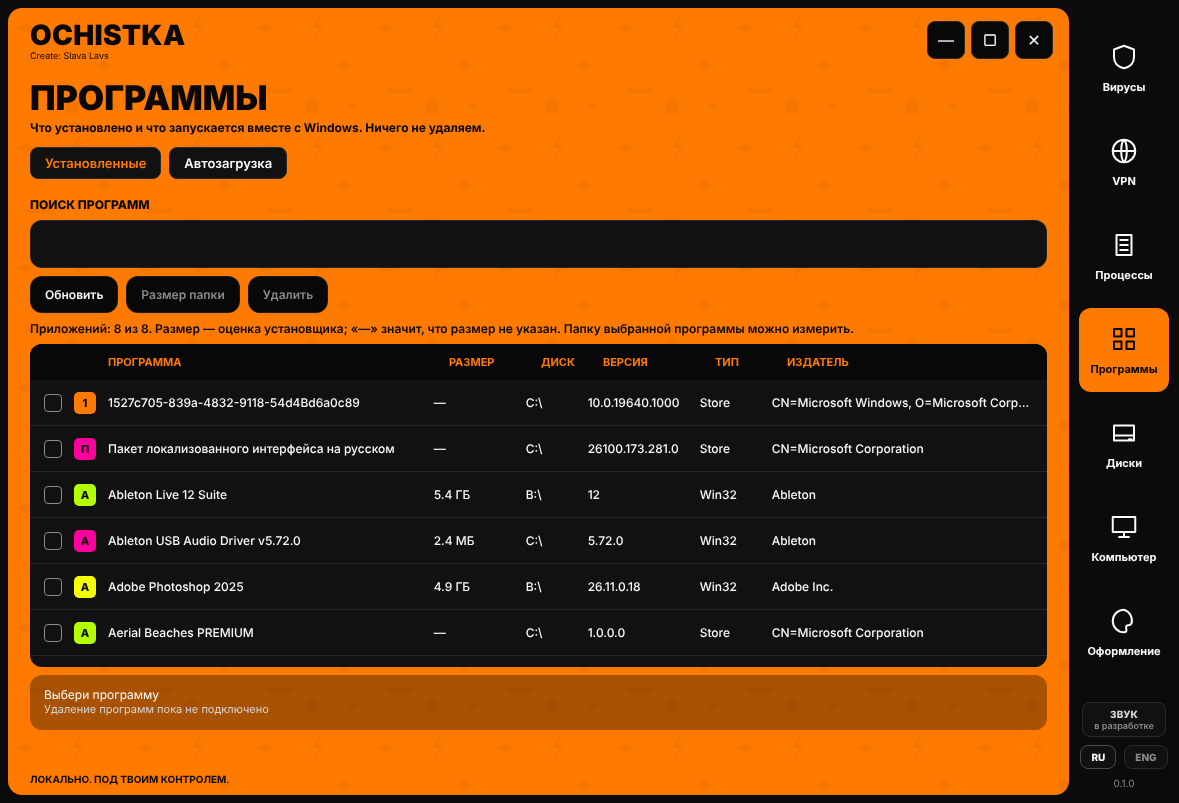 OCHISTKA
Create: Slava Lavs
ПРОГРАММЫ
Что установлено и что запускается вместе с Windows. Ничего не удаляем.
Установленные Автозагрузка
ПОИСК ПРОГРАММ
Обновить Размер папки Удалить
Приложений: 8 из 8. Размер — оценка установщика; «—» значит, что размер не указан. Папку выбранной программы можно измерить.
ПРОГРАММА РАЗМЕР ДИСК ВЕРСИЯ ТИП ИЗДАТЕЛЬ
1 1527c705-839a-4832-9118-54d4Bd6a0c89 — C:\ 10.0.19640.1000 Store CN=Microsoft Windows, O=Microsoft Corp...
П Пакет локализованного интерфейса на русском — C:\ 26100.173.281.0 Store CN=Microsoft Corporation
A Ableton Live 12 Suite 5.4 ГБ B:\ 12 Win32 Ableton
A Ableton USB Audio Driver v5.72.0 2.4 МБ C:\ 5.72.0 Win32 Ableton
A Adobe Photoshop 2025 4.9 ГБ B:\ 26.11.0.18 Win32 Adobe Inc.
A Aerial Beaches PREMIUM — C:\ 1.0.0.0 Store CN=Microsoft Corporation
Выбери программу
Удаление программ пока не подключено
ЛОКАЛЬНО. ПОД ТВОИМ КОНТРОЛЕМ.
Вирусы
VPN
Процессы
Программы
Диски
Компьютер
Оформление
ЗВУК
в разработке
RU ENG
0.1.0